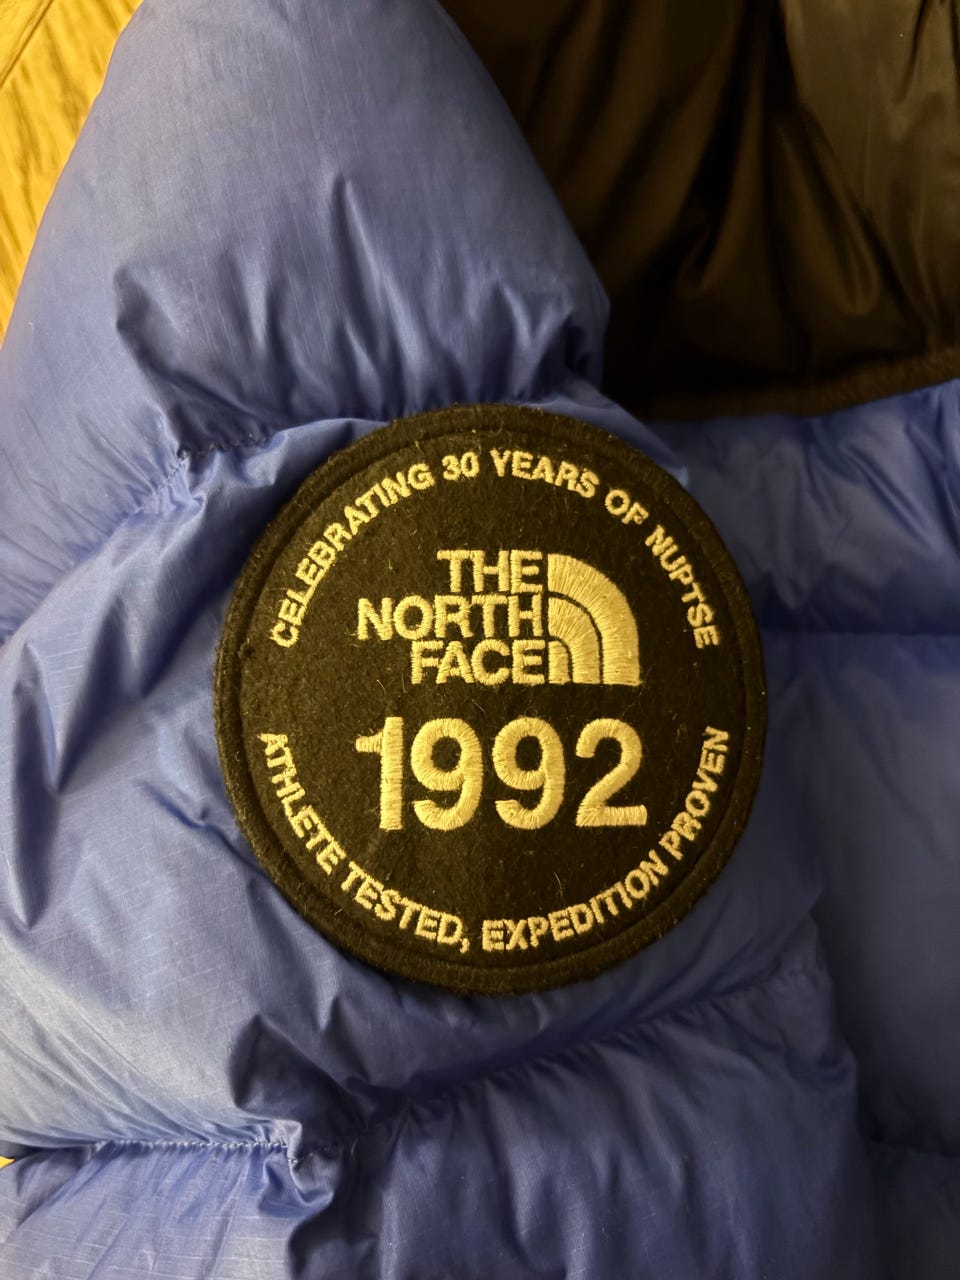 CELEBRATING 30 YEARS OF NUPTSE
THE
NORTH
FACE
1992
ATHLETE TESTED, EXPEDITION PROVEN